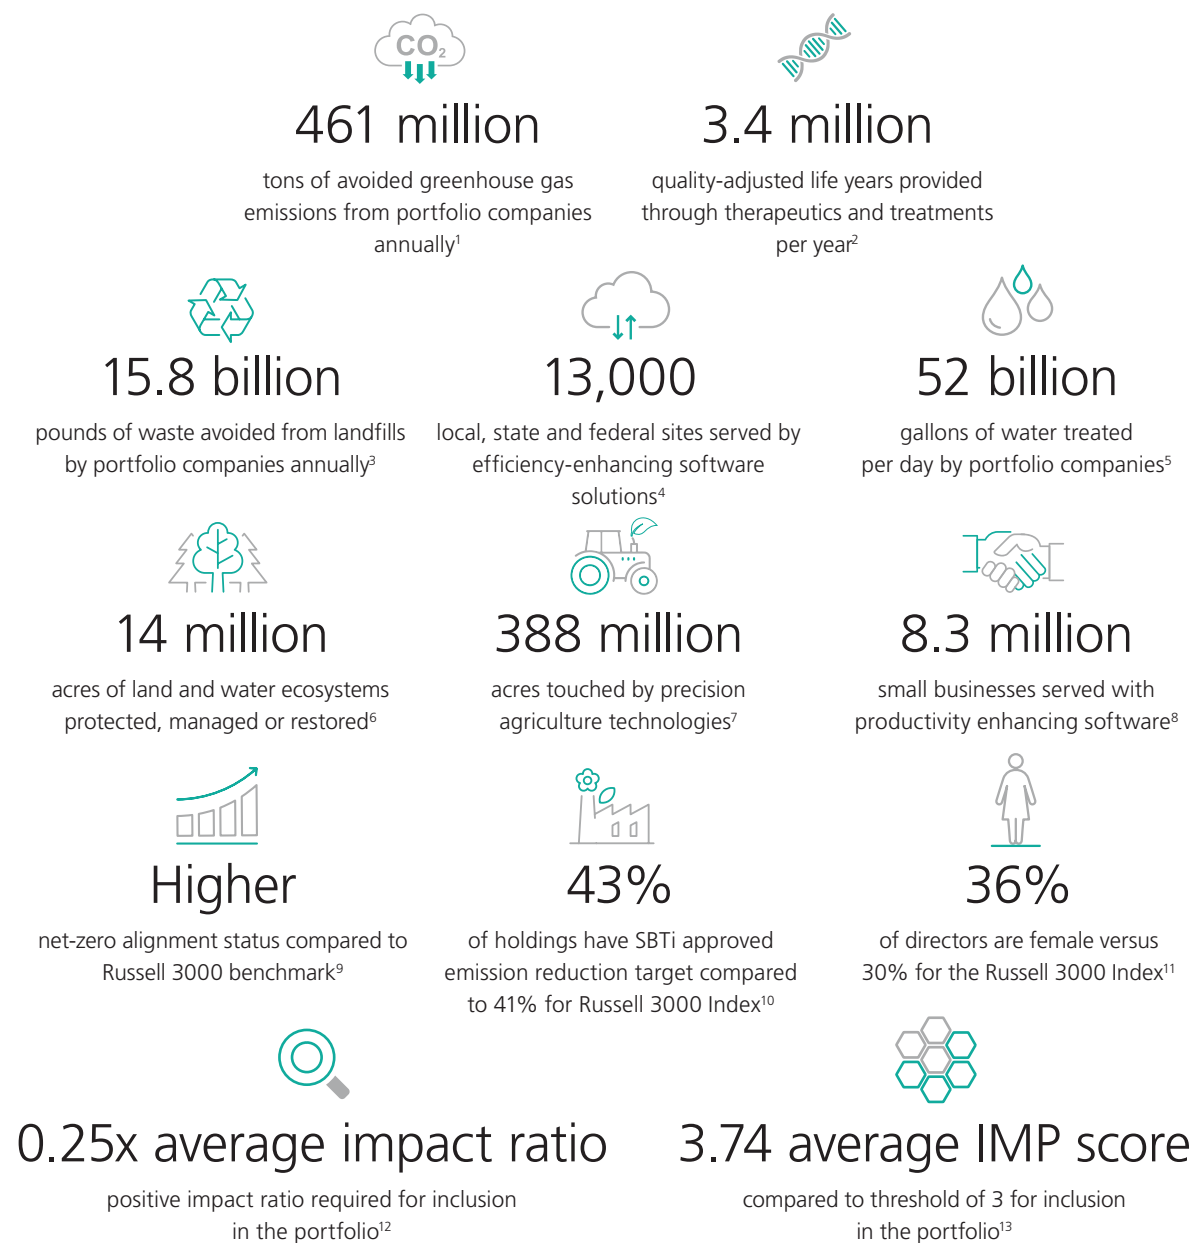 CO₂
461 million
tons of avoided greenhouse gas
emissions from portfolio companies
annually¹
3.4 million
quality-adjusted life years provided
through therapeutics and treatments
per year²
15.8 billion
pounds of waste avoided from landfills
by portfolio companies annually³
13,000
local, state and federal sites served by
efficiency-enhancing software
solutions⁴
52 billion
gallons of water treated
per day by portfolio companies⁵
14 million
acres of land and water ecosystems
protected, managed or restored⁶
388 million
acres touched by precision
agriculture technologies⁷
8.3 million
small businesses served with
productivity enhancing software⁸
Higher
net-zero alignment status compared to
Russell 3000 benchmark⁹
43%
of holdings have SBTi approved
emission reduction target compared
to 41% for Russell 3000 Index¹⁰
36%
of directors are female versus
30% for the Russell 3000 Index¹¹
0.25x average impact ratio
positive impact ratio required for inclusion
in the portfolio¹²
3.74 average IMP score
compared to threshold of 3 for inclusion
in the portfolio¹³